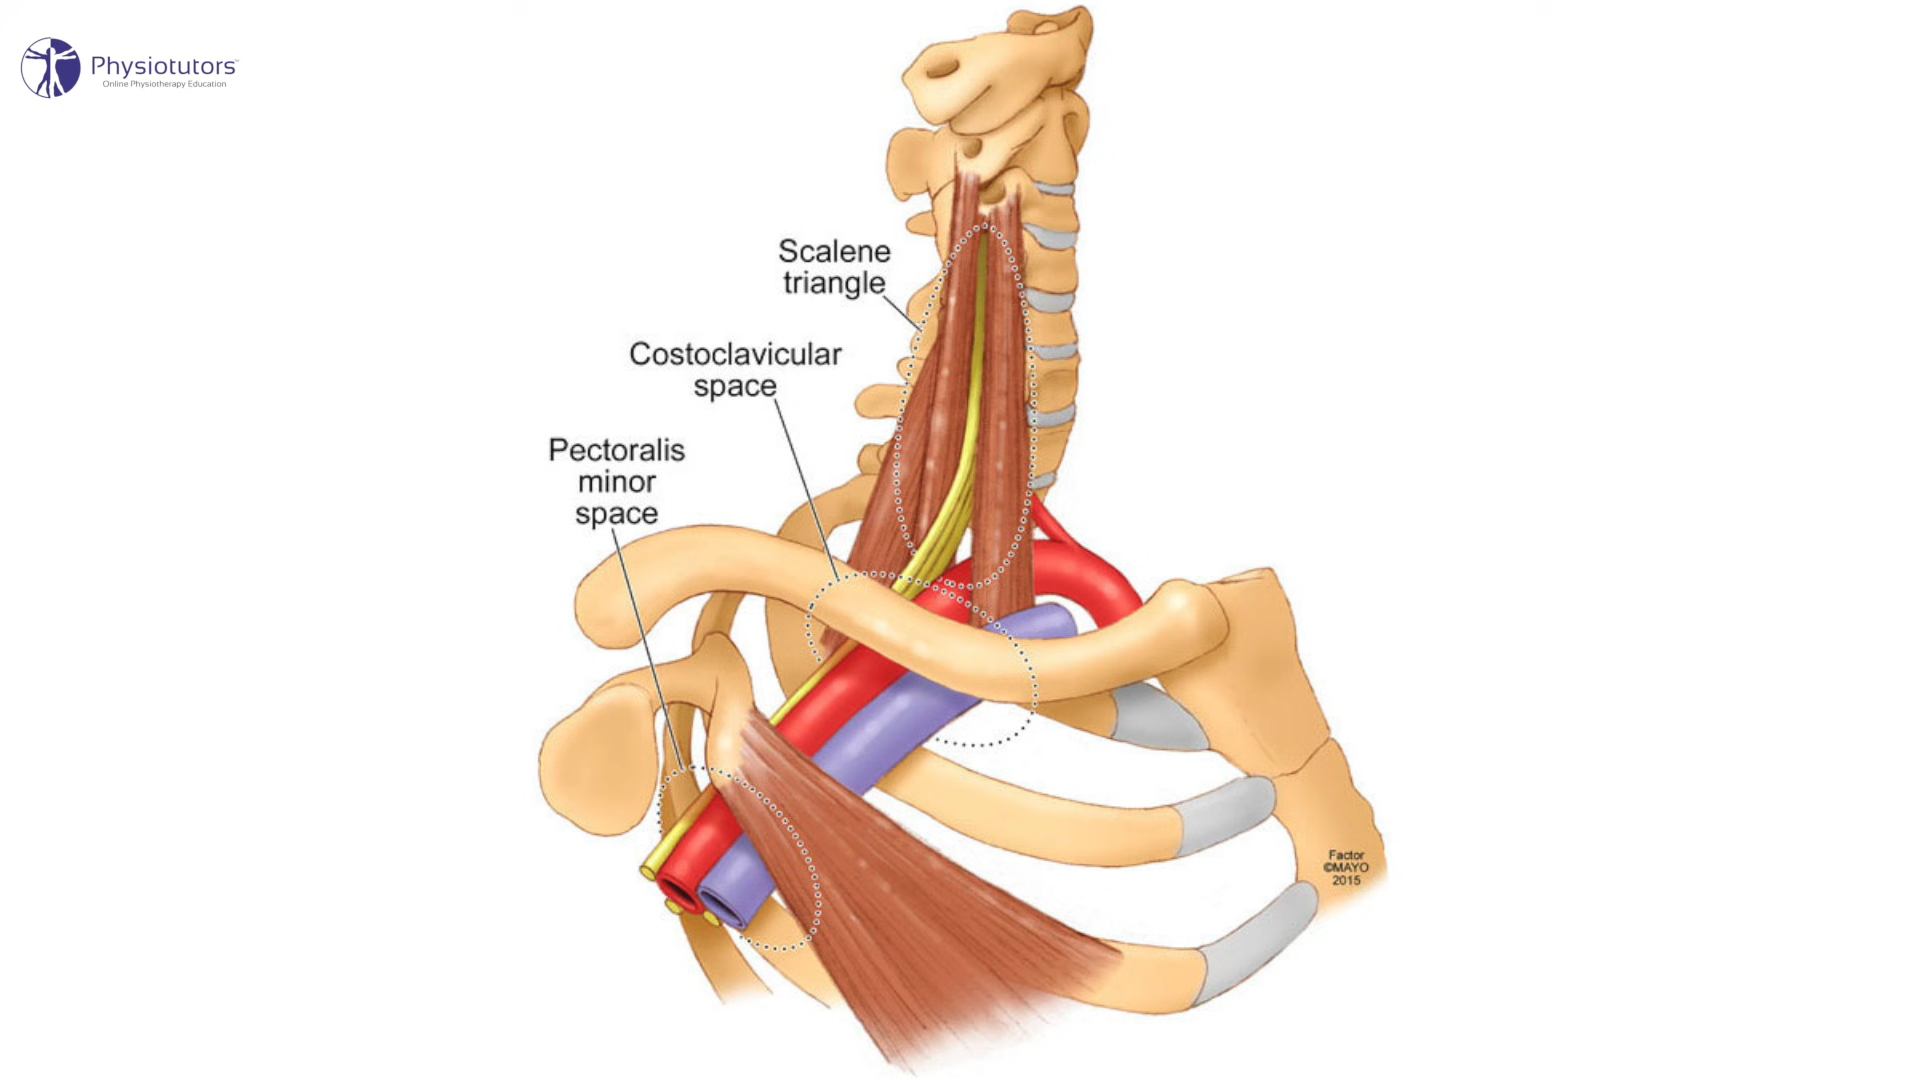 Physiotutors
Online Physiotherapy Education
Scalene
triangle
Costoclavicular
space
Pectoralis
minor
space
Factor
©MAYO
2015